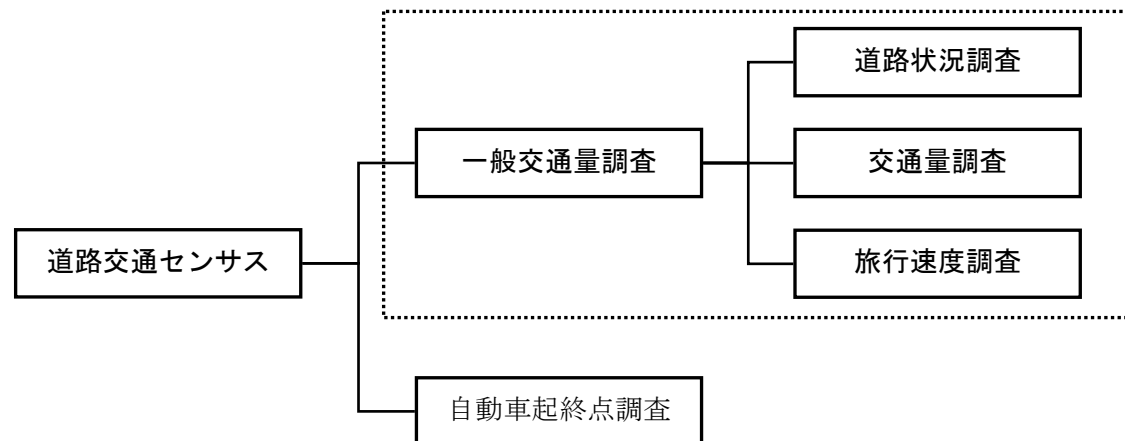 道路交通センサス
一般交通量調査
道路状況調査
交通量調査
旅行速度調査
自動車起終点調査